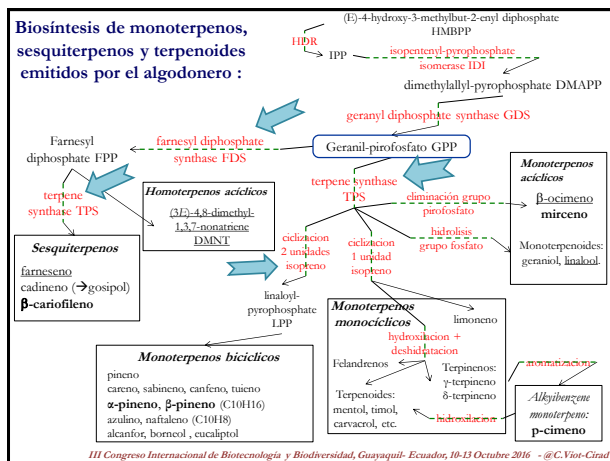 Biosíntesis de monoterpenos,
sesquiterpenos y terpenoides
emitidos por el algodonero :
(E)-4-hydroxy-3-methylbut-2-enyl diphosphate
HMBPP
HDR
IPP
isopentenyl-pyrophosphate
isomerase IDI
dimethylallyl-pyrophosphate DMAPP
geranyl diphosphate synthase GDS
Farnesyl
diphosphate FPP
farnesyl diphosphate
synthase FDS
Geranil-pirofosfato GPP
terpene
synthase TPS
Homoterpenos acíclicos
(3E)-4,8-dimethyl-
1,3,7-nonatriene
DMNT
terpene synthase
TPS
eliminación grupo
pirofosfato
hidrolisis
grupo fosfato
Monoterpenos
acíclicos
β-ocimeno
mirceno
Monoterpenoides:
geraniol, linalool.
Sesquiterpenos
farneseno
cadineno (→gosipol)
β-cariofileno
ciclizacion
2 unidades
isopreno
ciclizacion
1 unidad
isopreno
linaloyl-
pyrophosphate
LPP
Monoterpenos
monocíclicos
limoneno
hydroxilacion +
deshidratacion
Felandrenos
Terpinenos:
γ-terpineno
δ-terpineno
Terpenoides:
mentol, timol,
carvacrol, etc.
aromatizacion
hidroxilacion
Alkyibenzene
monoterpeno:
p-cimeno
Monoterpenos biciclicos
pineno
careno, sabineno, canfeno, tuieno
α-pineno, β-pineno (C10H16)
azulino, naftaleno (C10H8)
alcanfor, borneol , eucaliptol
III Congreso Internacional de Biotecnología y Biodiversidad, Guayaquil- Ecuador, 10-13 Octubre 2016 - @C.Viot-Cirad